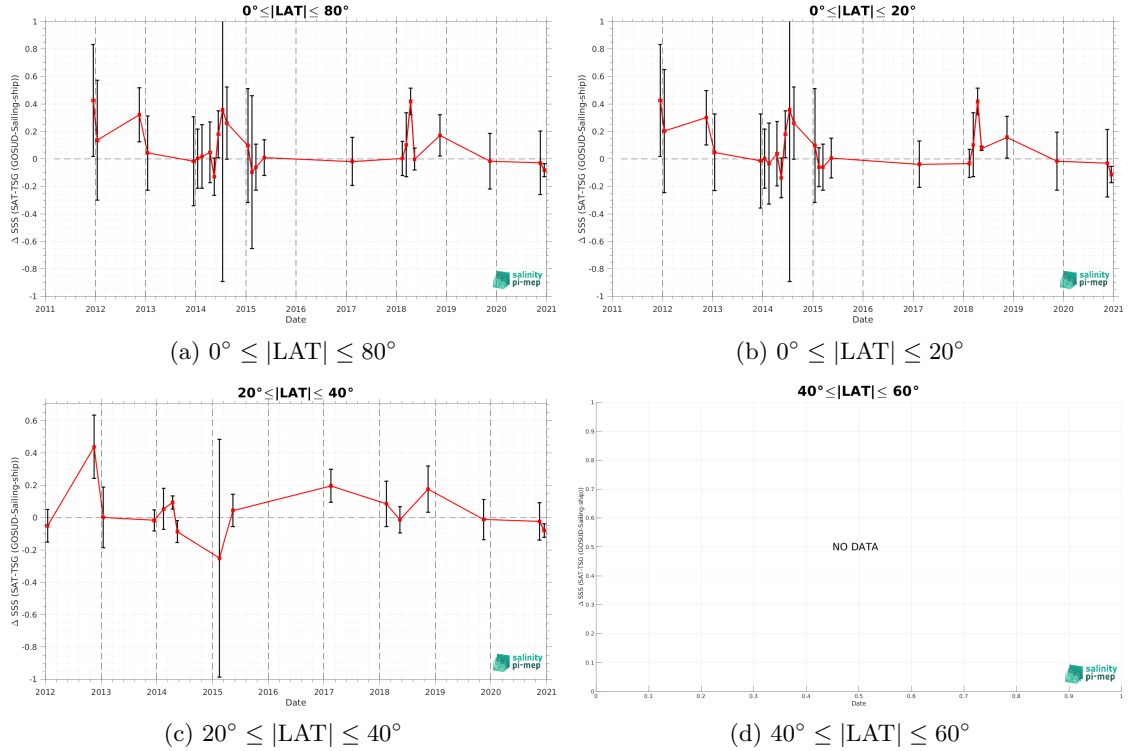 0°≤|LAT|≤ 80°
Δ SSS (SAT-TSG (GOSUD-Sailing-ship))
1
0.8
0.6
0.4
0.2
0
-0.2
-0.4
-0.6
-0.8
-1
2011 2012 2013 2014 2015 2016 2017 2018 2019 2020 2021
Date
salinity
pi-mep
(a) 0° ≤ |LAT| ≤ 80°
0°≤|LAT|≤ 20°
Δ SSS (SAT-TSG (GOSUD-Sailing-ship))
1
0.8
0.6
0.4
0.2
0
-0.2
-0.4
-0.6
-0.8
-1
2011 2012 2013 2014 2015 2016 2017 2018 2019 2020 2021
Date
salinity
pi-mep
(b) 0° ≤ |LAT| ≤ 20°
20°≤|LAT|≤ 40°
Δ SSS (SAT-TSG (GOSUD-Sailing-ship))
0.6
0.4
0.2
0
-0.2
-0.4
-0.6
-0.8
-1
2012 2013 2014 2015 2016 2017 2018 2019 2020 2021
Date
salinity
pi-mep
(c) 20° ≤ |LAT| ≤ 40°
40°≤|LAT|≤ 60°
Δ SSS (SAT-TSG (GOSUD-Sailing-ship))
1
0.9
0.8
0.7
0.6
0.5
0.4
0.3
0.2
0.1
0
NO DATA
0 0.1 0.2 0.3 0.4 0.5 0.6 0.7 0.8 0.9 1
Date
salinity
pi-mep
(d) 40° ≤ |LAT| ≤ 60°